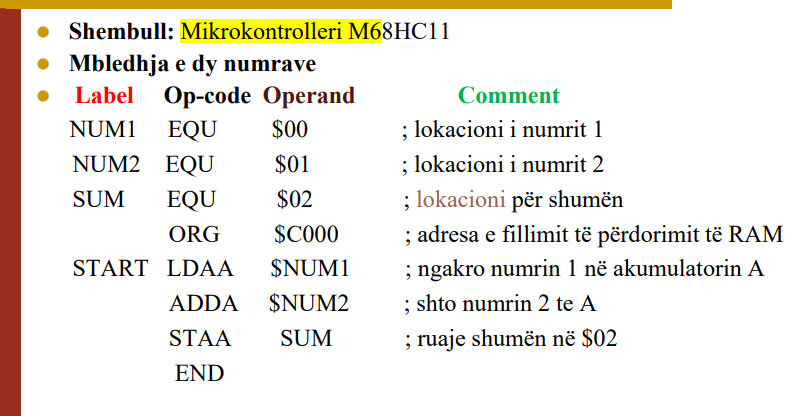 Shembull: Mikrokontrolleri M68HC11
Mbledhja e dy numrave
Label Op-code Operand Comment
NUM1 EQU $00 ; lokacioni i numrit 1
NUM2 EQU $01 ; lokacioni i numrit 2
SUM EQU $02 ; lokacioni për shumën
ORG $C000 ; adresa e fillimit të përdorimit të RAM
START LDAA $NUM1 ; ngakro numrin 1 në akumulatorin A
ADDA $NUM2 ; shto numrin 2 te A
STAA SUM ; ruaje shumën në $02
END